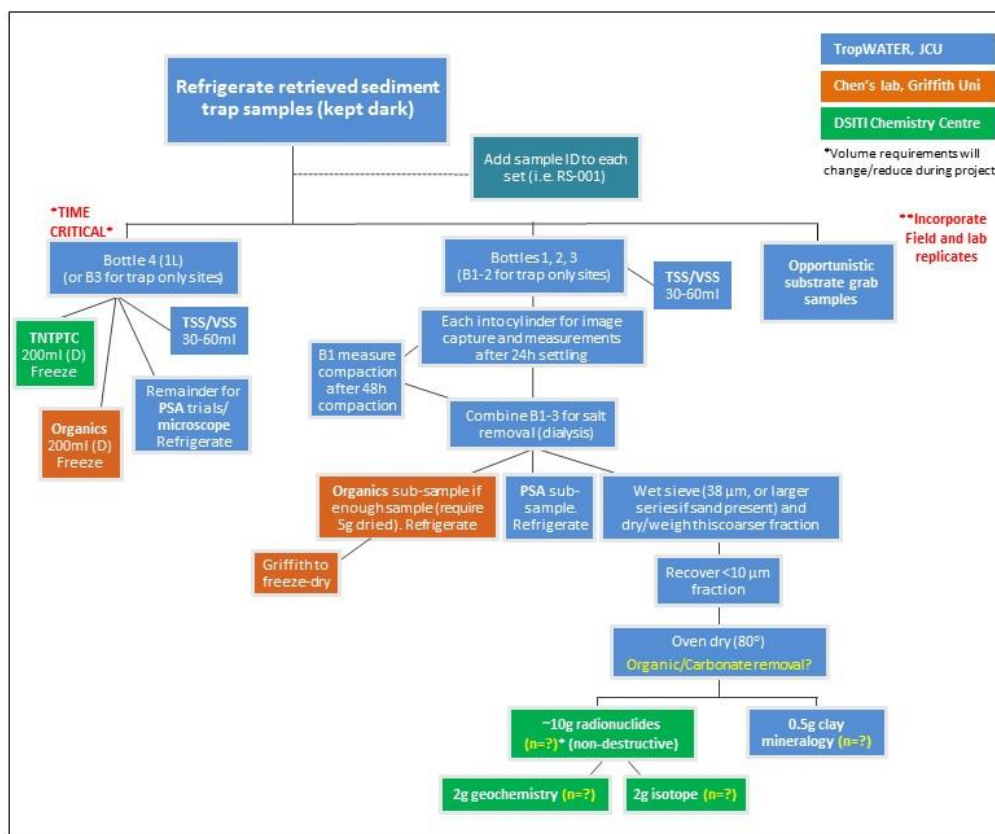 Refrigerate retrieved sediment
trap samples (kept dark)
TropWATER, JCU
Chen's lab, Griffith Uni
DSITI Chemistry Centre
*Volume requirements will
change/reduce during project
Add sample ID to each
set (i.e. RS-001)
*TIME
CRITICAL*
**Incorporate
Field and lab
replicates
Bottle 4 (1L)
(or B3 for trap only sites)
Bottles 1, 2, 3
(B1-2 for trap only sites)
TSS/VSS
30-60ml
Opportunistic
substrate grab
samples
TNTPTC
200ml (D)
Freeze
TSS/VSS
30-60ml
Organics
200ml (D)
Freeze
Remainder for
PSA trials/
microscope
Refrigerate
Each into cylinder for image
capture and measurements
after 24h settling
B1 measure
compaction
after 48h
compaction
Combine B1-3 for salt
removal (dialysis)
Organics sub-sample if
enough sample (require
5g dried). Refrigerate
PSA sub-
sample.
Refrigerate
Wet sieve (38 µm, or larger
series if sand present) and
dry/weigh this coarser fraction
Griffith to
freeze-dry
Recover <10 µm
fraction
Oven dry (80°)
Organic/Carbonate removal?
~10g radionuclides
(n=?)* (non-destructive)
0.5g clay
mineralogy (n=?)
2g geochemistry (n=?)
2g isotope (n=?)